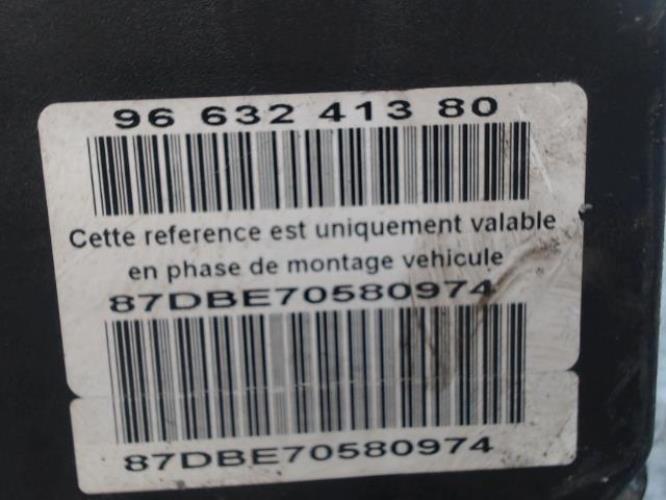 96 632 413 80
Cette reference est uniquement valable
en phase de montage vehicule
87DBE70580974
87DBE70580974